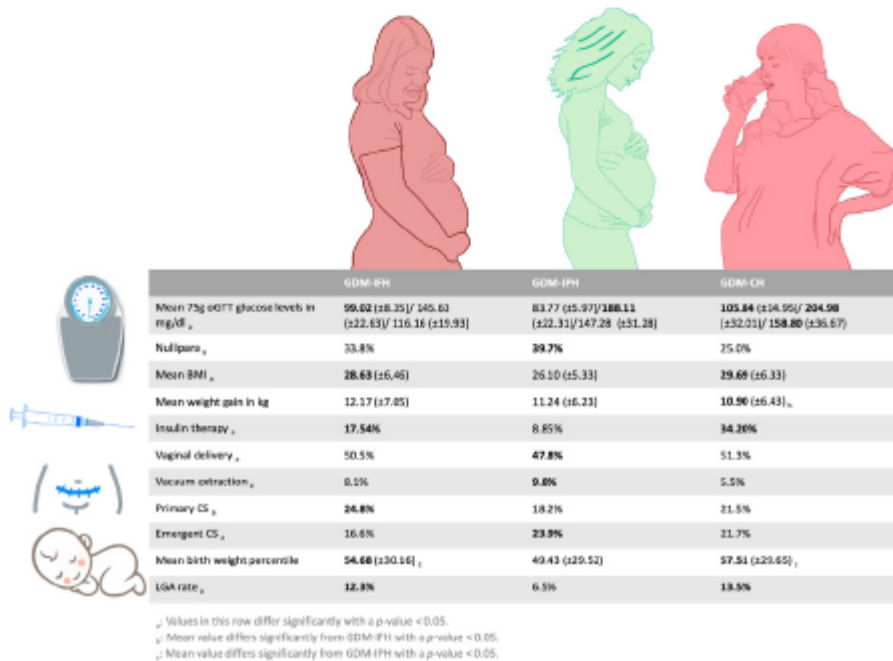 GDM-IFH GDM-IPH GDM-CH
Mean 75g oGTT glucose levels in 99.02 (±8.25)/ 145.63 83.77 (±5.97)/188.11 105.84 (±14.95)/ 204.98
mg/dl a (±22.63)/ 116.16 (±19.93) (±22.31)/147.28 (±31.28) (±32.01)/ 158.80 (±36.67)
Nullipara a 33.8% 39.7% 25.0%
Mean BMI a 28.63 (±6,46) 26.10 (±5.33) 29.69 (±6.33)
Mean weight gain in kg 12.17 (±7.05) 11.24 (±6.23) 10.90 (±6.43) b
Insulin therapy a 17.54% 8.85% 34.20%
Vaginal delivery a 50.5% 47.8% 51.3%
Vacuum extraction a 8.1% 9.8% 5.5%
Primary CS a 24.8% 18.2% 21.5%
Emergent CS a 16.6% 23.9% 21.7%
Mean birth weight percentile 54.68 (±30.16) c 49.43 (±29.52) 57.51 (±29.65) c
LGA rate a 12.3% 6.5% 13.5%
a: Values in this row differ significantly with a p-value < 0.05.
b: Mean value differs significantly from GDM-IFH with a p-value < 0.05.
c: Mean value differs significantly from GDM-IPH with a p-value < 0.05.